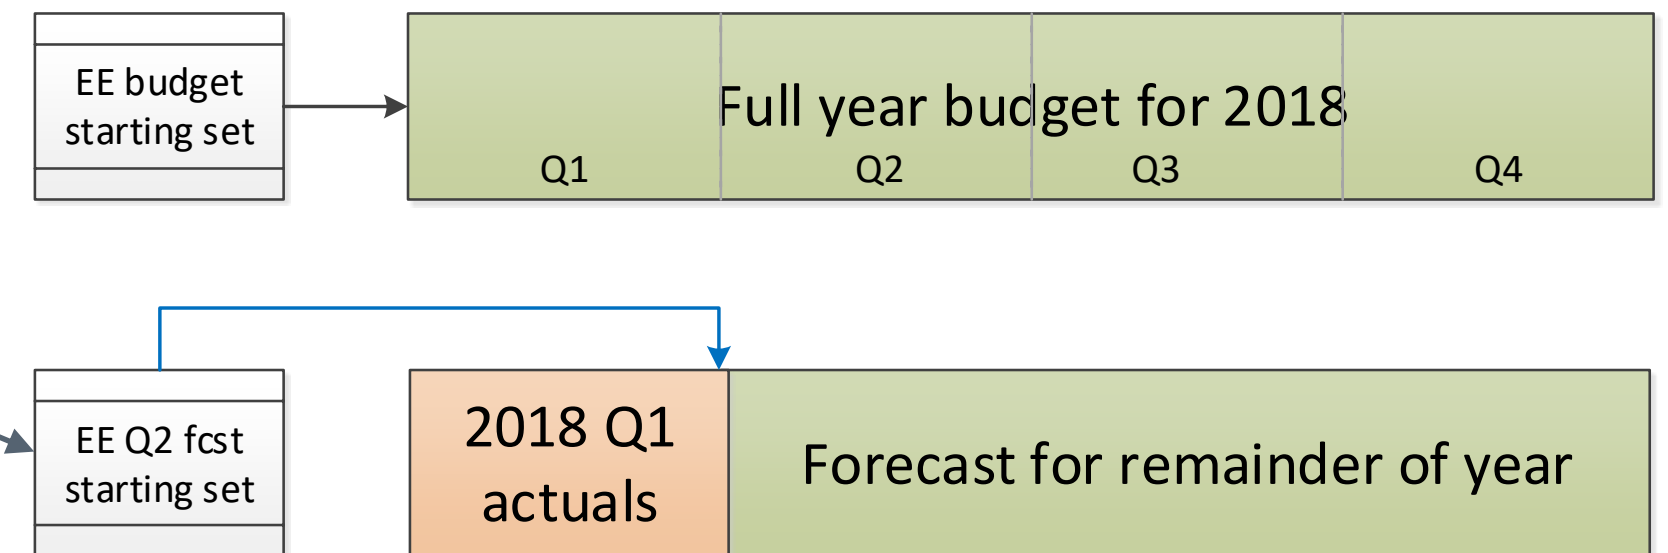 EE budget
starting set
Full year budget for 2018
Q1 Q2 Q3 Q4
EE Q2 fcst
starting set
2018 Q1
actuals
Forecast for remainder of year